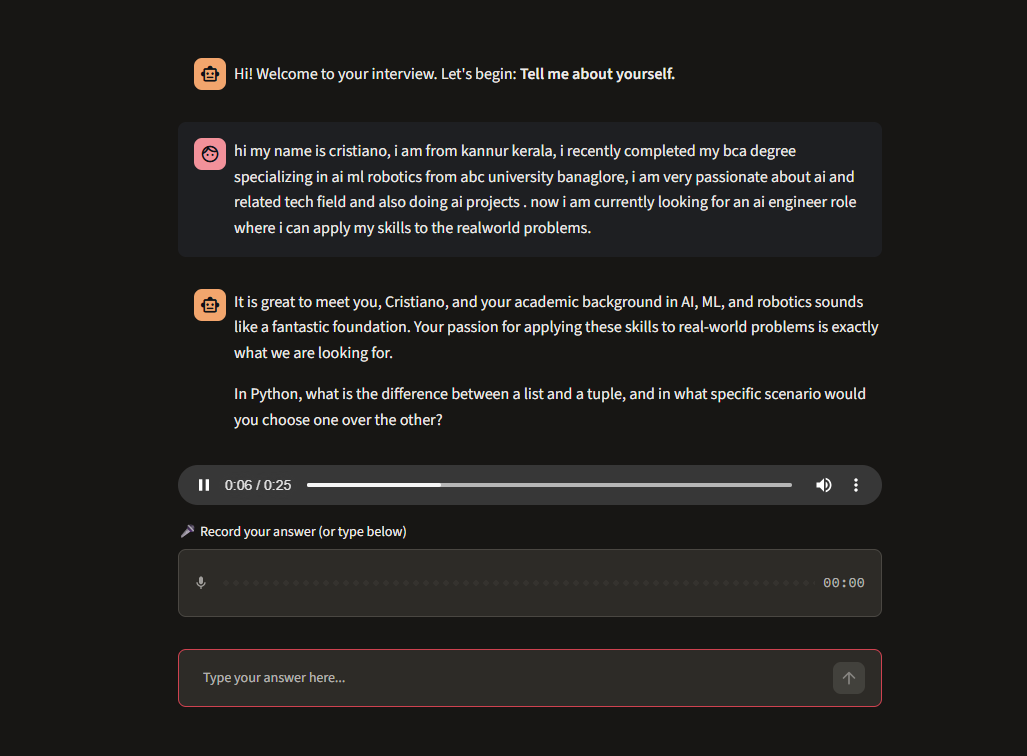 Hi! Welcome to your interview. Let's begin: Tell me about yourself.
hi my name is cristiano, i am from kannur kerala, i recently completed my bca degree
specializing in ai ml robotics from abc university banaglore, i am very passionate about ai and
related tech field and also doing ai projects . now i am currently looking for an ai engineer role
where i can apply my skills to the realworld problems.
It is great to meet you, Cristiano, and your academic background in AI, ML, and robotics sounds
like a fantastic foundation. Your passion for applying these skills to real-world problems is exactly
what we are looking for.
In Python, what is the difference between a list and a tuple, and in what specific scenario would
you choose one over the other?
0:06 / 0:25
Record your answer (or type below)
00:00
Type your answer here...